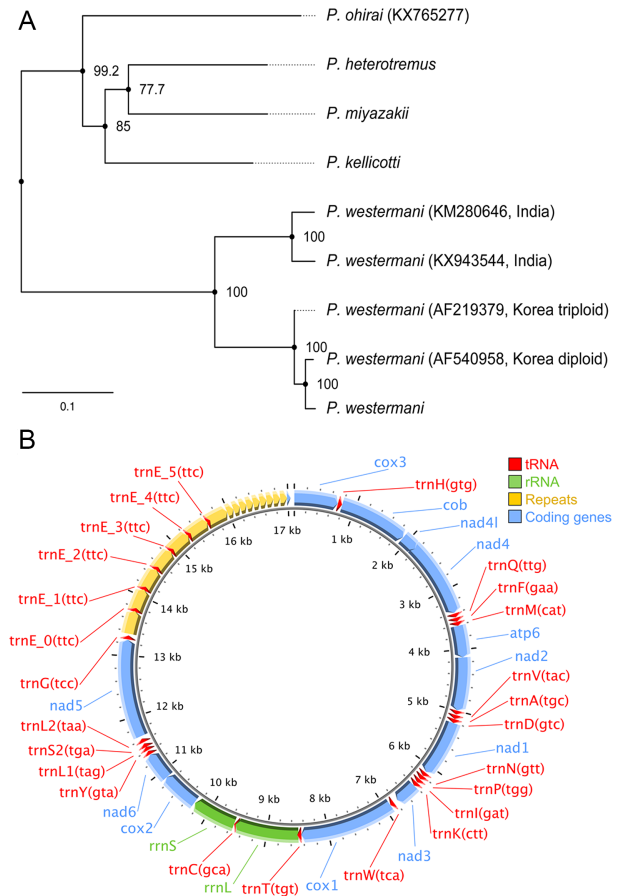 A
P. ohirai (KX765277)
99.2
P. heterotremus
77.7
P. miyazakii
85
P. kellicotti
P. westermani (KM280646, India)
100
P. westermani (KX943544, India)
100
P. westermani (AF219379, Korea triploid)
100
P. westermani (AF540958, Korea diploid)
100
0.1
P. westermani
B
tRNA
rRNA
Repeats
Coding genes
cox3
trnH(gtg)
cob
nad4l
nad4
trnQ(ttg)
trnF(gaa)
trnM(cat)
atp6
nad2
trnV(tac)
trnA(tgc)
trnD(gtc)
nad1
trnN(gtt)
trnP(tgg)
trnI(gat)
trnK(ctt)
nad3
trnW(tca)
cox1
trnT(tgt)
rrnL
trnC(gca)
rrnS
cox2
nad6
trnY(gta)
trnL1(tag)
trnS2(tga)
trnL2(taa)
nad5
trnG(tcc)
trnE_0(ttc)
trnE_1(ttc)
trnE_2(ttc)
trnE_3(ttc)
trnE_4(ttc)
trnE_5(ttc)
1 kb
2 kb
3 kb
4 kb
5 kb
6 kb
7 kb
8 kb
9 kb
10 kb
11 kb
12 kb
13 kb
14 kb
15 kb
16 kb
17 kb